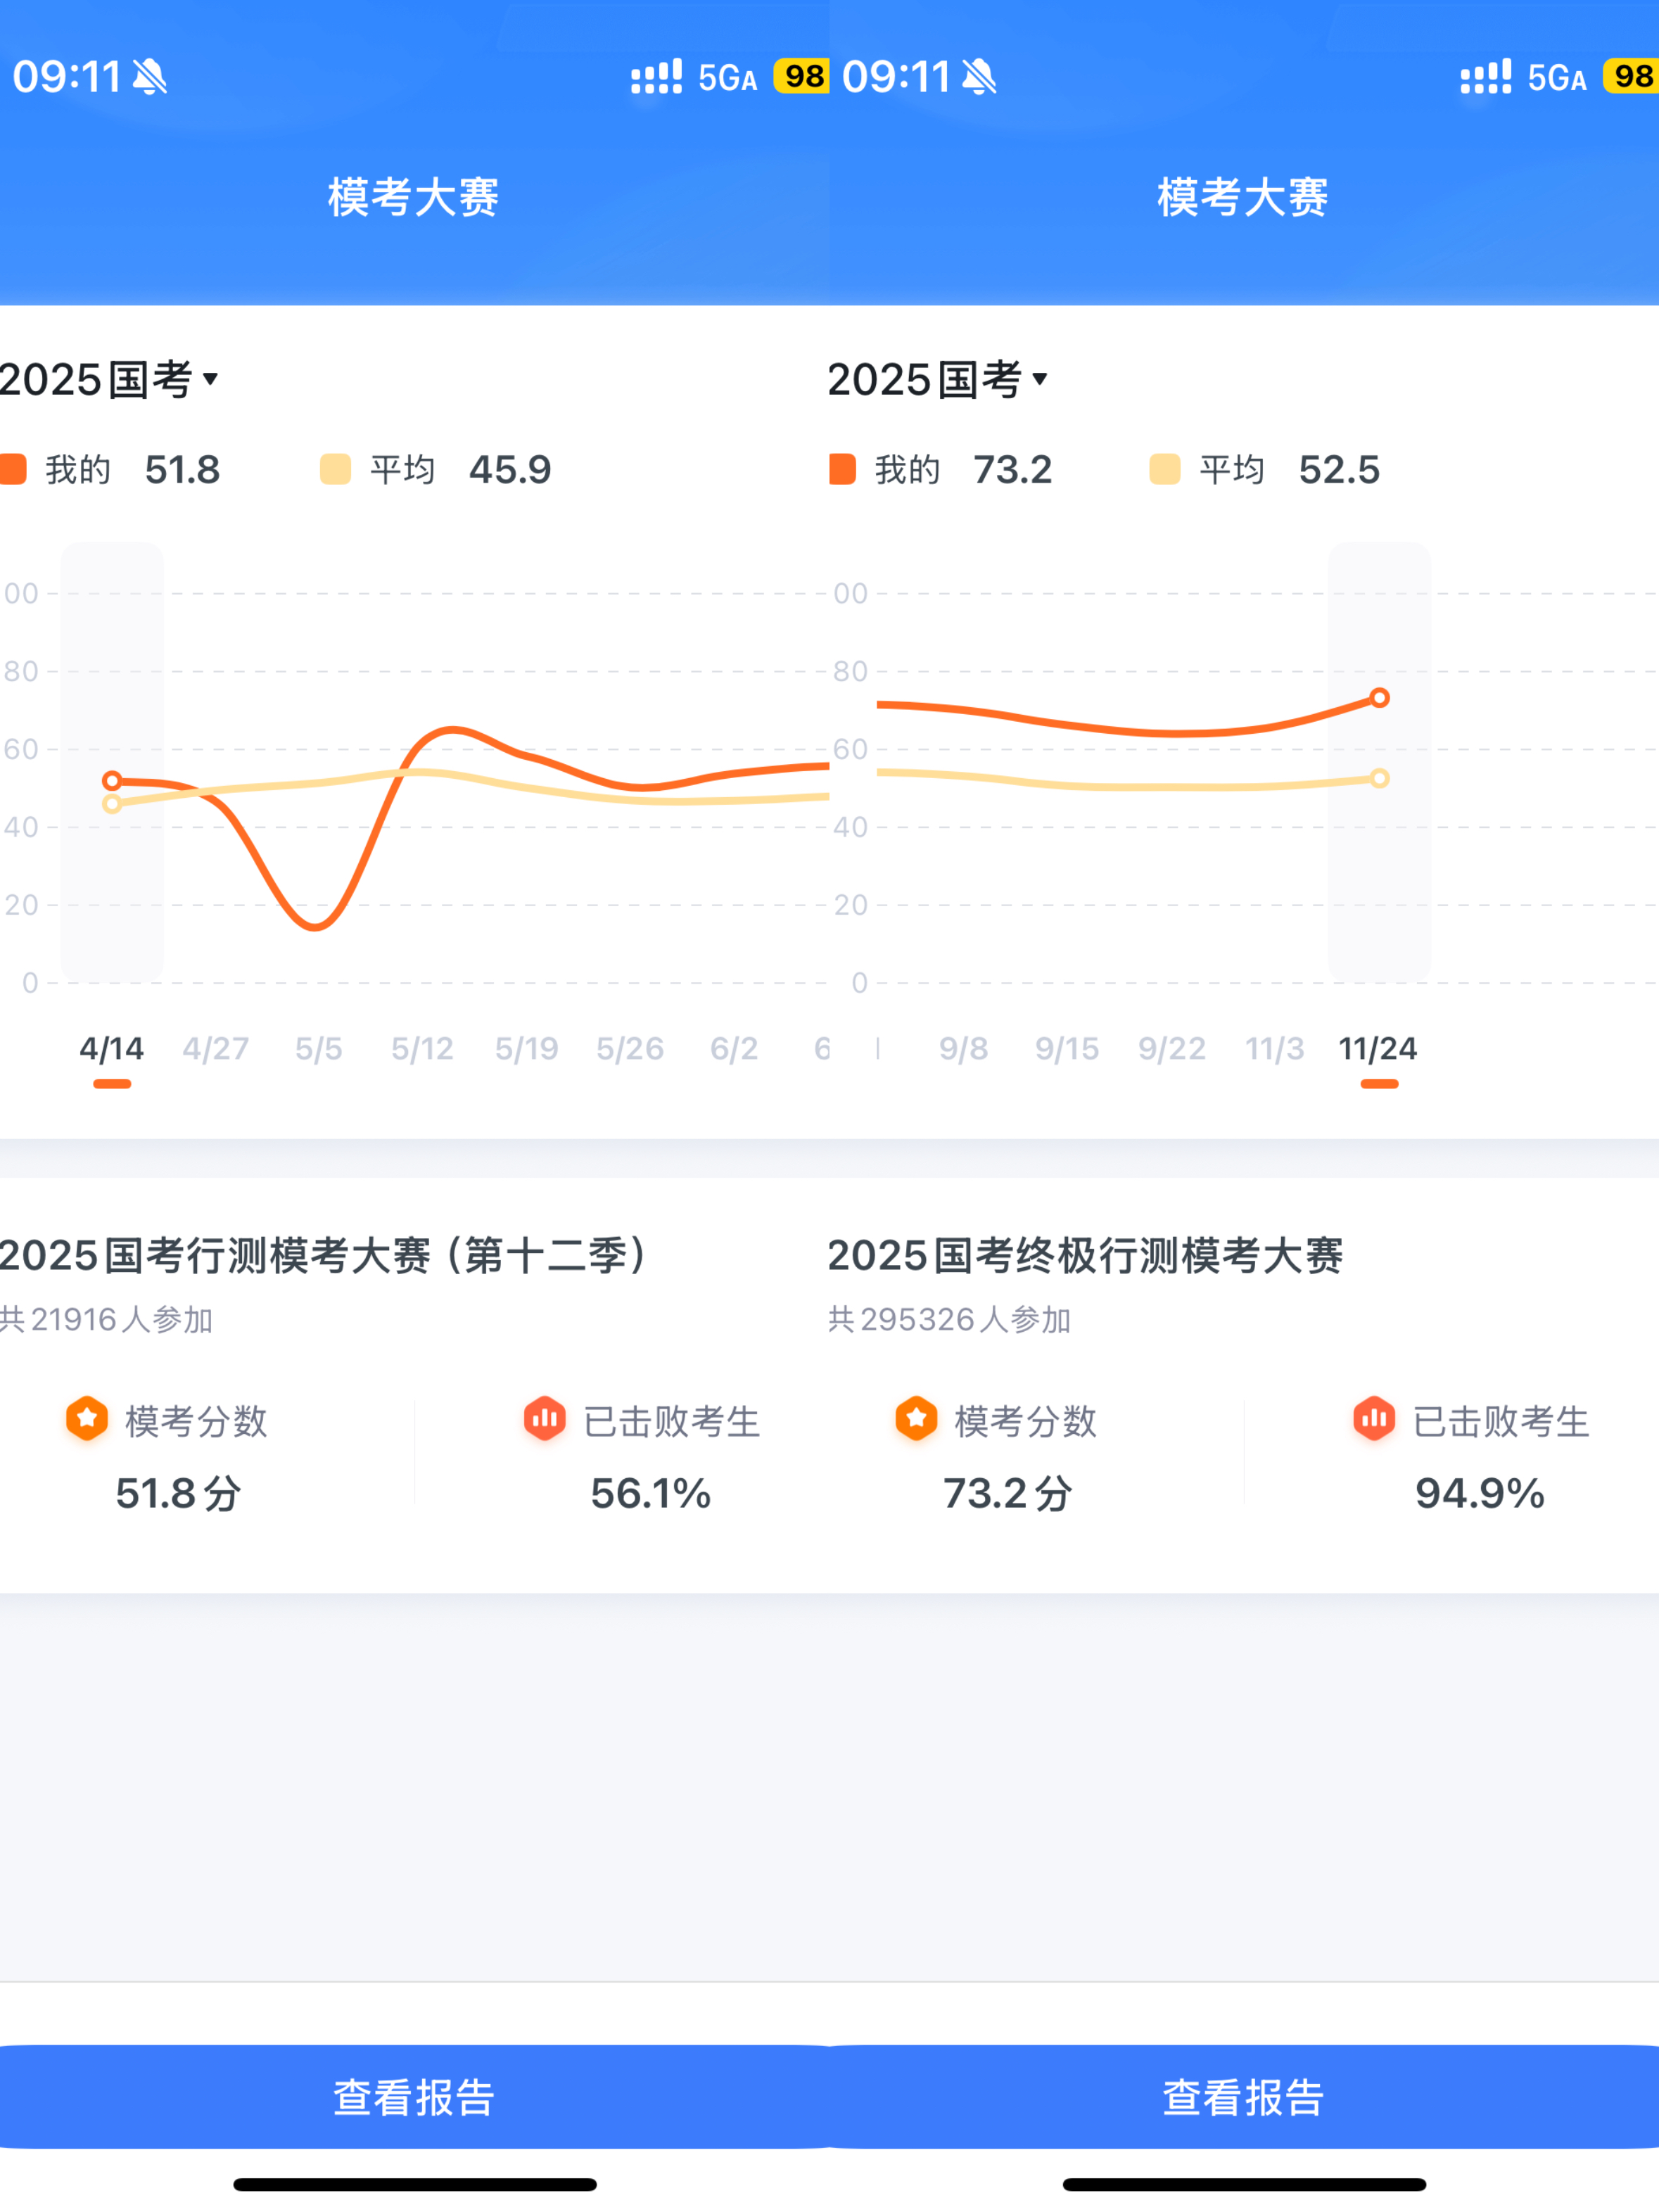 09:11 5GA 98
模考大赛
2025国考
我的 51.8 平均 45.9
00
80
60
40
20
0
4/14 4/27 5/5 5/12 5/19 5/26 6/2 6
2025国考行测模考大赛（第十二季）
共21916人参加
模考分数 已击败考生
51.8分 56.1%
查看报告
09:11 5GA 98
模考大赛
2025国考
我的 73.2 平均 52.5
00
80
60
40
20
0
9/8 9/15 9/22 11/3 11/24
2025国考终极行测模考大赛
共295326人参加
模考分数 已击败考生
73.2分 94.9%
查看报告